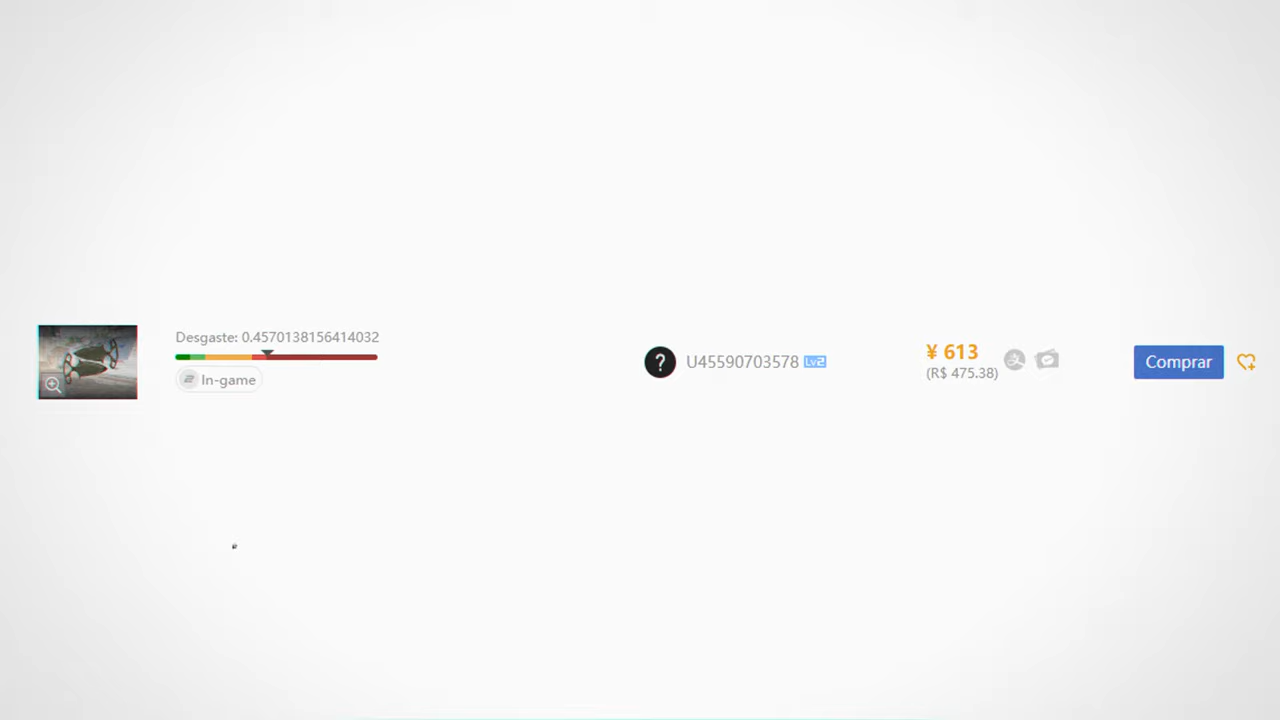 Desgaste: 0.4570138156414032
In-game
?
U45590703578 Lv2
¥ 613
(R$ 475.38)
Comprar